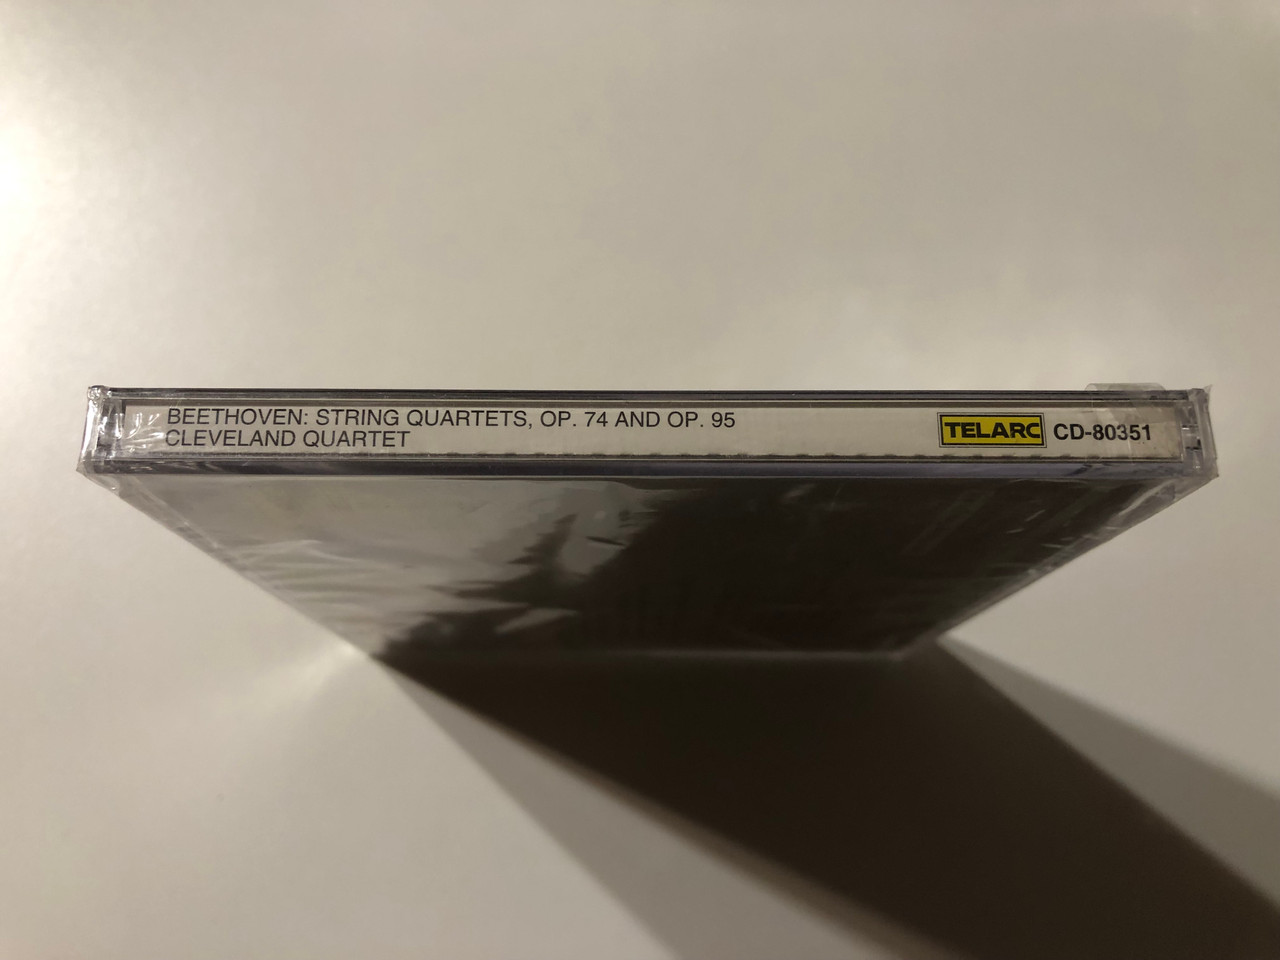 BEETHOVEN: STRING QUARTETS, OP. 74 AND OP. 95
CLEVELAND QUARTET
TELARC CD-80351